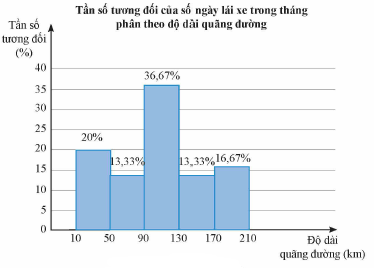 Tần số tương đối của số ngày lái xe trong tháng
phân theo độ dài quãng đường
Tần số
tương đối
(%)
40
35
30
25
20
15
10
5
0
20%
13,33%
36,67%
13,33%
16,67%
10 50 90 130 170 210
Độ dài
quãng đường (km)